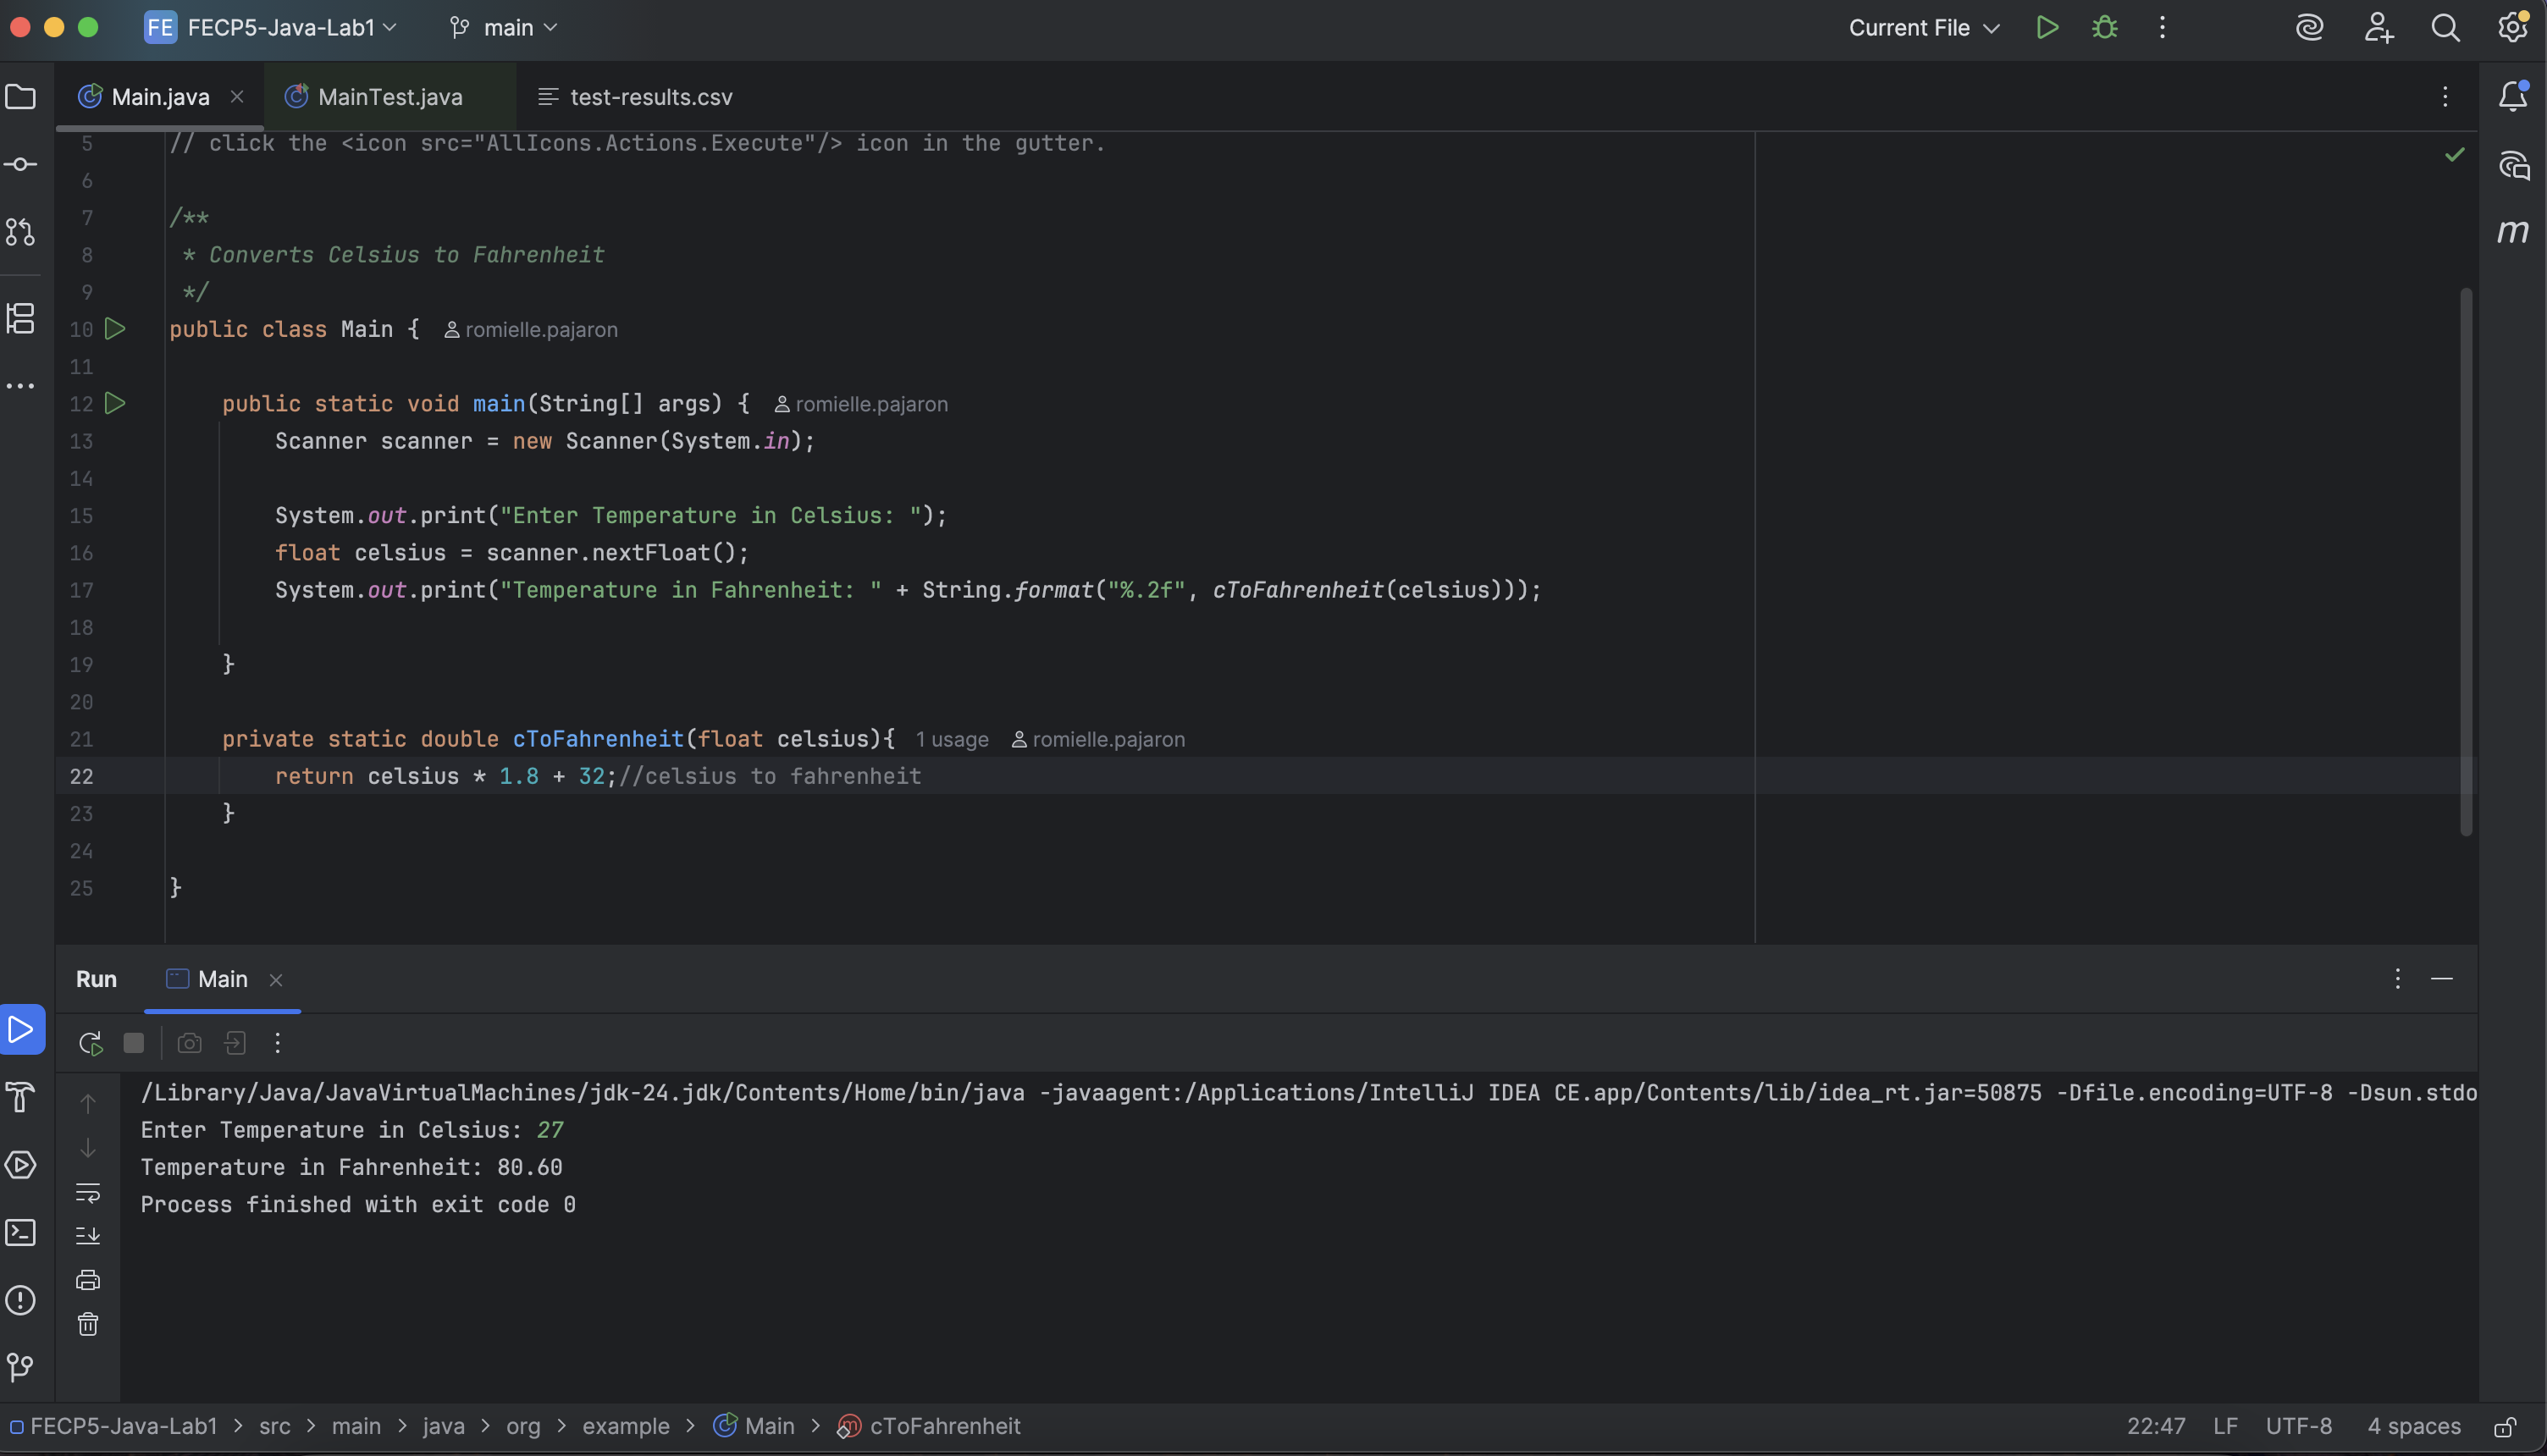 FE FECP5-Java-Lab1 main Current File
Main.java MainTest.java test-results.csv
5 // click the <icon src="AllIcons.Actions.Execute"/> icon in the gutter.
6
7 /**
8 * Converts Celsius to Fahrenheit
9 */
10 public class Main { romielle.pajaron
11
12 public static void main(String[] args) { romielle.pajaron
13 Scanner scanner = new Scanner(System.in);
14
15 System.out.print("Enter Temperature in Celsius: ");
16 float celsius = scanner.nextFloat();
17 System.out.print("Temperature in Fahrenheit: " + String.format("%.2f", cToFahrenheit(celsius)));
18
19 }
20
21 private static double cToFahrenheit(float celsius){ 1 usage romielle.pajaron
22 return celsius * 1.8 + 32;//celsius to fahrenheit
23 }
24
25 }
Run Main
/Library/Java/JavaVirtualMachines/jdk-24.jdk/Contents/Home/bin/java -javaagent:/Applications/IntelliJ IDEA CE.app/Contents/lib/idea_rt.jar=50875 -Dfile.encoding=UTF-8 -Dsun.stdo
Enter Temperature in Celsius: 27
Temperature in Fahrenheit: 80.60
Process finished with exit code 0
FECP5-Java-Lab1 > src > main > java > org > example > Main > cToFahrenheit 22:47 LF UTF-8 4 spaces